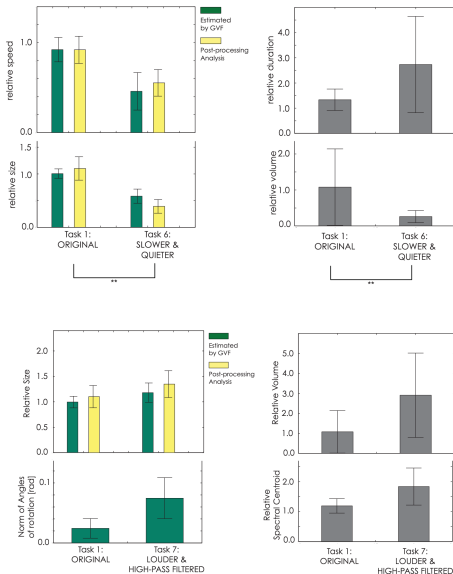 Estimated
by GVF
Post-processing
Analysis
relative speed
1.0
0.0
relative size
1.5
1.0
0.0
Task 1:
ORIGINAL
Task 6:
SLOWER &
QUIETER
**
relative duration
5.0
4.0
3.0
2.0
1.0
0.0
relative volume
2.0
1.0
0.0
Task 1:
ORIGINAL
Task 6:
SLOWER &
QUIETER
**
Estimated
by GVF
Post-processing
Analysis
Relative Size
2.0
1.5
1.0
0.5
0.0
Norm of Angles
of rotation [rad]
0.1
0.0
Task 1:
ORIGINAL
Task 7:
LOUDER &
HIGH-PASS FILTERED
Relative Volume
5.0
4.0
3.0
2.0
1.0
0.0
Relative
Spectral Centroid
2.0
1.0
0.0
Task 1:
ORIGINAL
Task 7:
LOUDER &
HIGH-PASS FILTERED